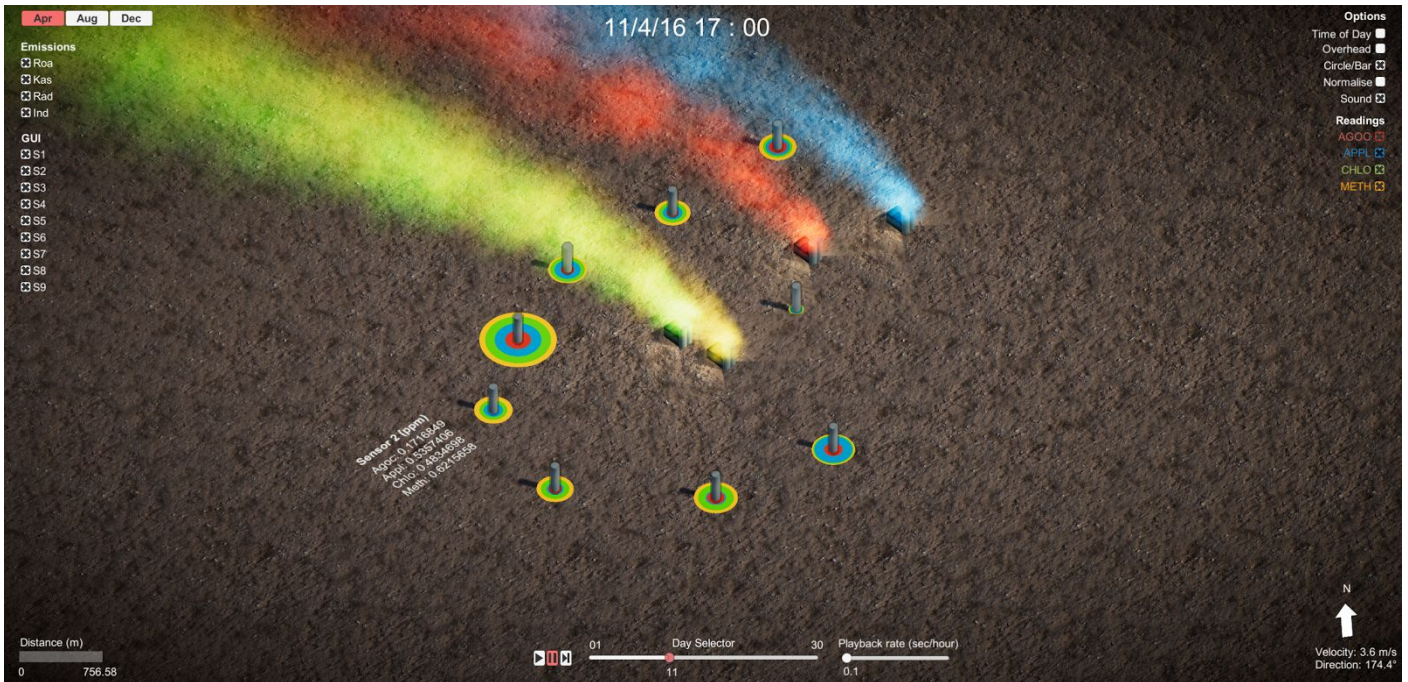 Apr Aug Dec
11/4/16 17 : 00
Emissions
Roa
Kas
Rad
Ind
GUI
S1
S2
S3
S4
S5
S6
S7
S8
S9
Options
Time of Day
Overhead
Circle/Bar
Normalise
Sound
Readings
AGOO
APPL
CHLO
METH
Sensor 2 (ppm)
Agoc: 0.1716849
Appl: 0.5357406
Chlo: 0.4834698
Meth: 0.6215658
Distance (m)
0 756.58
01 Day Selector 30
11
Playback rate (sec/hour)
0.1
N
Velocity: 3.6 m/s
Direction: 174.4°